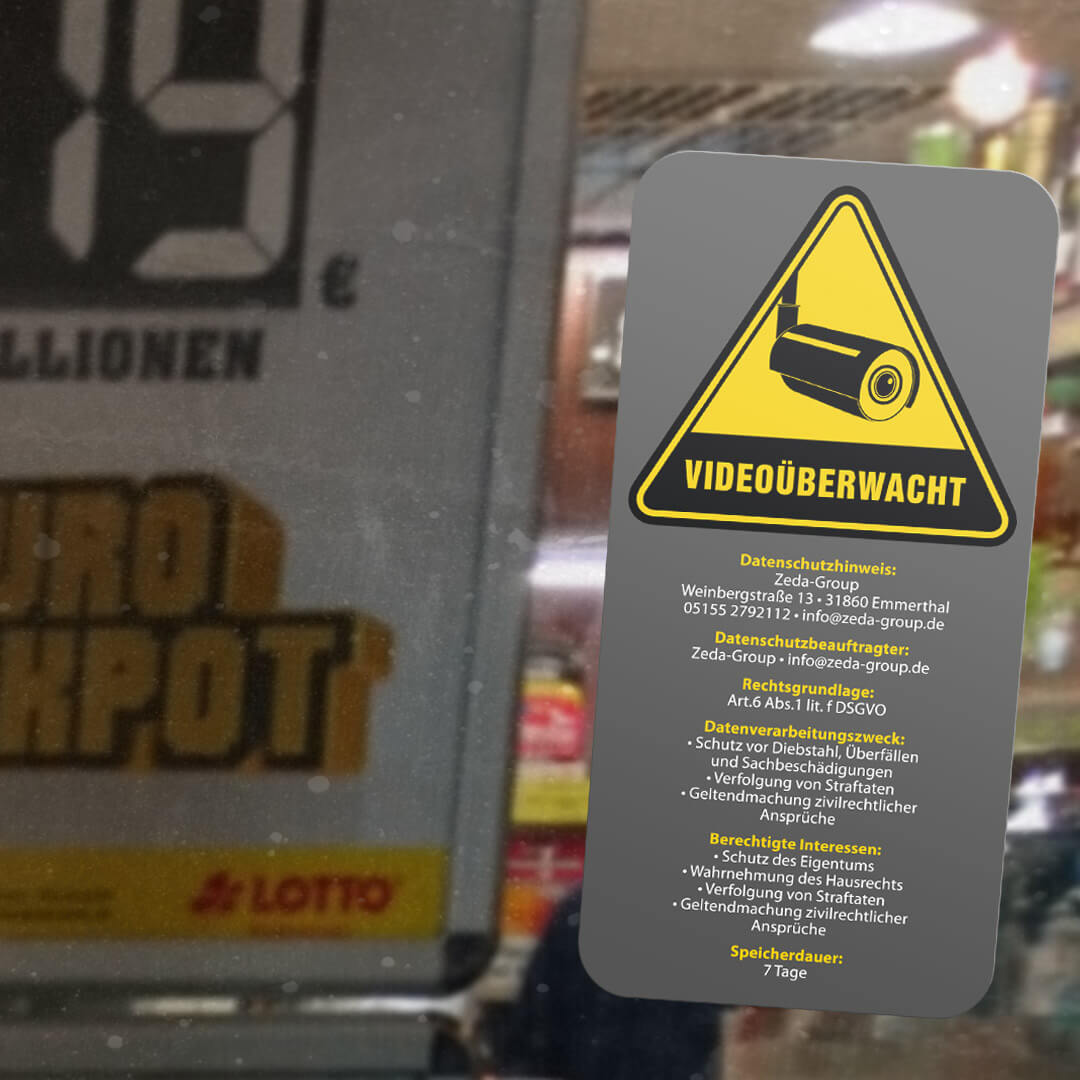 19
€
LLIONEN
URO
KPOT
LOTTO
VIDEOÜBERWACHT
Datenschutzhinweis:
Zeda-Group
Weinbergstraße 13 • 31860 Emmerthal
05155 2792112 • info@zeda-group.de
Datenschutzbeauftragter:
Zeda-Group • info@zeda-group.de
Rechtsgrundlage:
Art.6 Abs.1 lit. f DSGVO
Datenverarbeitungszweck:
• Schutz vor Diebstahl, Überfällen
und Sachbeschädigungen
• Verfolgung von Straftaten
• Geltendmachung zivilrechtlicher
Ansprüche
Berechtigte Interessen:
• Schutz des Eigentums
• Wahrnehmung des Hausrechts
• Verfolgung von Straftaten
• Geltendmachung zivilrechtlicher
Ansprüche
Speicherdauer:
7 Tage